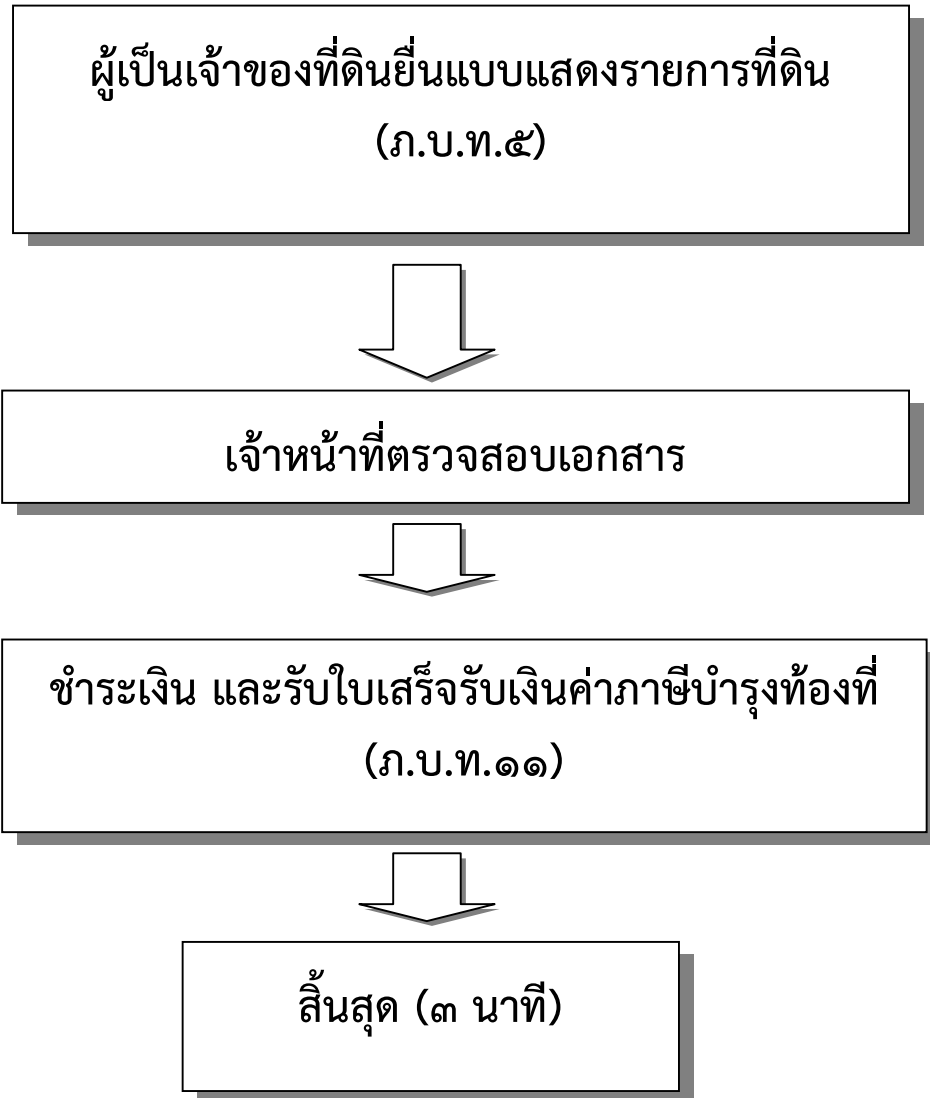 ผู้เป็นเจ้าของที่ดินยื่นแบบแสดงรายการที่ดิน
(ภ.บ.ท.๕)
เจ้าหน้าที่ตรวจสอบเอกสาร
ชำระเงิน และรับใบเสร็จรับเงินค่าภาษีบำรุงท้องที่
(ภ.บ.ท.๑๑)
สิ้นสุด (๓ นาที)